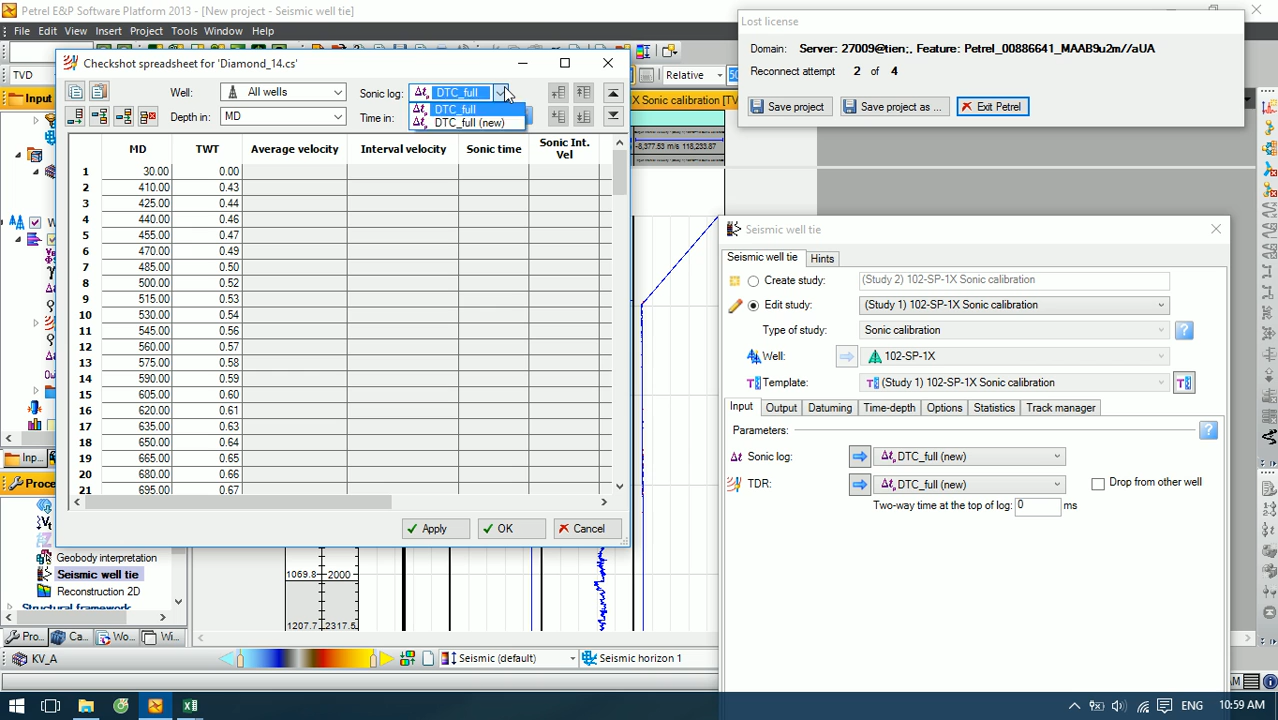 Petrel E&P Software Platform 2013 - [New project - Seismic well tie]
File Edit View Insert Project Tools Window Help
TVD
Relative
Lost license
Domain: Server: 27009@tien;, Feature: Petrel_00886641_MAAB9u2m//aUA
Reconnect attempt 2 of 4
Save project Save project as ... Exit Petrel
Checkshot spreadsheet for 'Diamond_14.cs'
Well: All wells Sonic log: DTC_full
Depth in: MD Time in:
DTC_full
DTC_full (new)
X Sonic calibration [TV
-8,377.53 m 118,233.87
Input
MD TWT Average velocity Interval velocity Sonic time Sonic Int. Vel
1 30.00 0.00
2 410.00 0.43
3 425.00 0.44
4 440.00 0.46
5 455.00 0.47
6 470.00 0.49
7 485.00 0.50
8 500.00 0.52
9 515.00 0.53
10 530.00 0.54
11 545.00 0.56
12 560.00 0.57
13 575.00 0.58
14 590.00 0.59
15 605.00 0.60
16 620.00 0.61
17 635.00 0.63
18 650.00 0.64
19 665.00 0.65
20 680.00 0.66
21 695.00 0.67
Apply OK Cancel
Seismic well tie
Seismic well tie Hints
Create study: (Study 2) 102-SP-1X Sonic calibration
Edit study: (Study 1) 102-SP-1X Sonic calibration
Type of study: Sonic calibration
Well: 102-SP-1X
Template: (Study 1) 102-SP-1X Sonic calibration
Input Output Datuming Time-depth Options Statistics Track manager
Parameters:
Sonic log: DTC_full (new)
TDR: DTC_full (new) Drop from other well
Two-way time at the top of log: 0 ms
Inp...
Proce
Geobody interpretation
Seismic well tie
Reconstruction 2D
Structural framework
Pro... Ca... Wo... Wi...
1069.8 2000
1207.7 2317.5
KV_A Seismic (default) Seismic horizon 1
ENG 10:59 AM